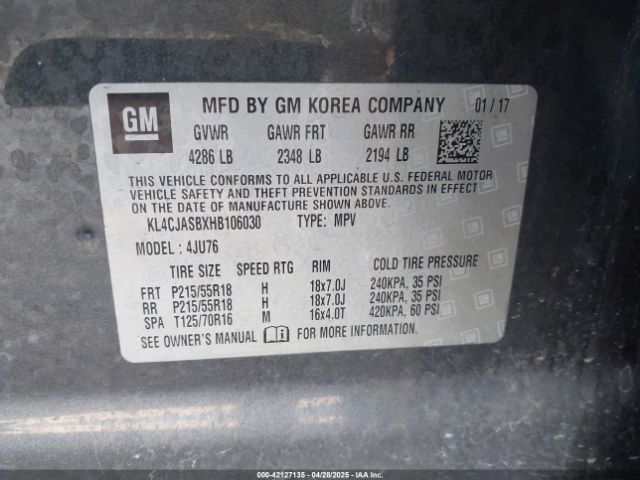 GM MFD BY GM KOREA COMPANY 01 / 17
GVWR GAWR FRT GAWR RR
4286 LB 2348 LB 2194 LB
THIS VEHICLE CONFORMS TO ALL APPLICABLE U.S. FEDERAL MOTOR
VEHICLE SAFETY AND THEFT PREVENTION STANDARDS IN EFFECT
ON THE DATE OF MANUFACTURE SHOWN ABOVE.
KL4CJASBXHB106030 TYPE: MPV
MODEL : 4JU76
TIRE SIZE SPEED RTG RIM COLD TIRE PRESSURE
FRT P215/55R18 H 18x7.0J 240KPA, 35 PSI
RR P215/55R18 H 18x7.0J 240KPA, 35 PSI
SPA T125/70R16 M 16x4.0T 420KPA, 60 PSI
SEE OWNER'S MANUAL FOR MORE INFORMATION.
000-42127135 - 04/28/2025 - IAAI.COM